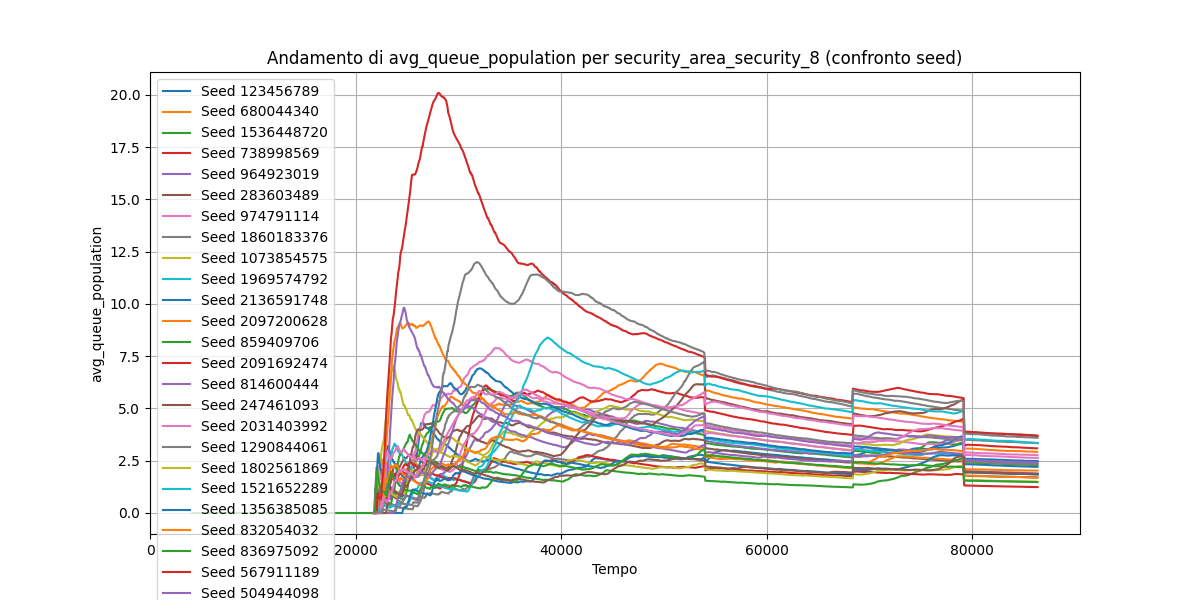 Andamento di avg_queue_population per security_area_security_8 (confronto seed)
20.0
17.5
15.0
12.5
10.0
7.5
5.0
2.5
0.0
avg_queue_population
Seed 123456789
Seed 680044340
Seed 1536448720
Seed 738998569
Seed 964923019
Seed 283603489
Seed 974791114
Seed 1860183376
Seed 1073854575
Seed 1969574792
Seed 2136591748
Seed 2097200628
Seed 859409706
Seed 2091692474
Seed 814600444
Seed 247461093
Seed 2031403992
Seed 1290844061
Seed 1802561869
Seed 1521652289
Seed 1356385085
Seed 832054032
Seed 836975092
Seed 567911189
Seed 504944098
0 20000 40000 60000 80000
Tempo